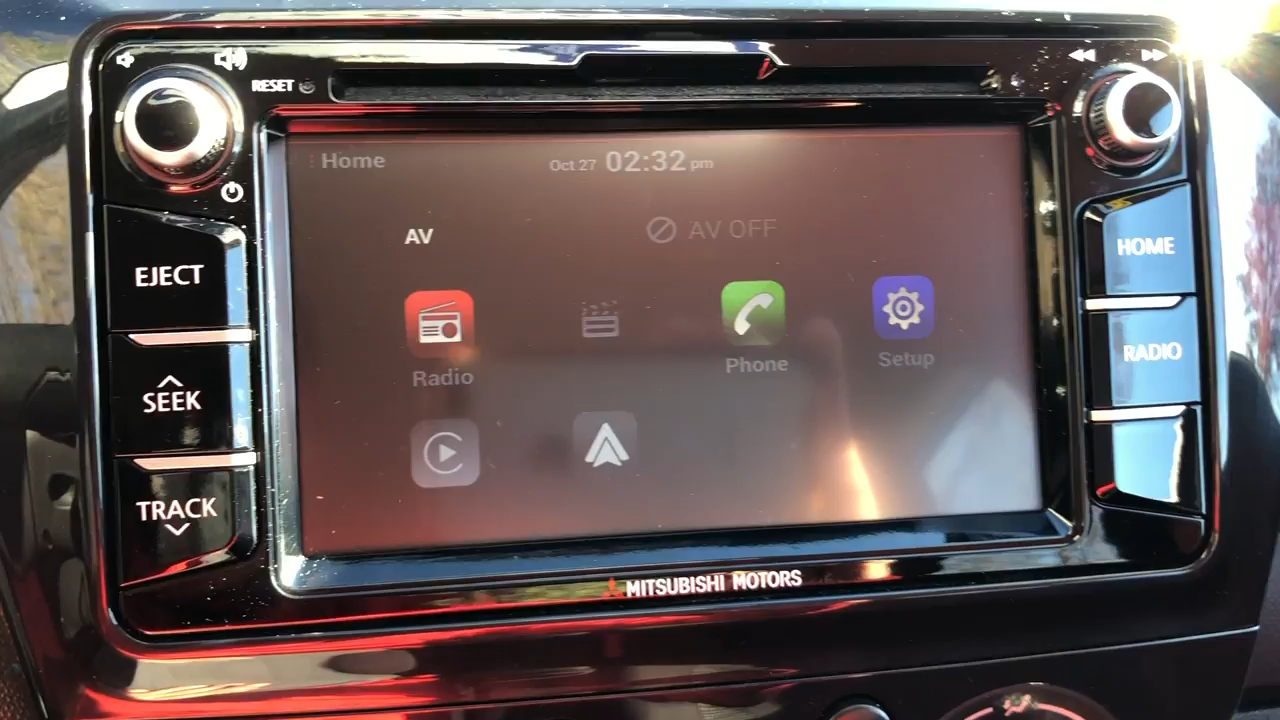 RESET
Home
Oct 27 02:32 pm
AV
AV OFF
Radio
Phone
Setup
EJECT
SEEK
TRACK
HOME
RADIO
MITSUBISHI MOTORS